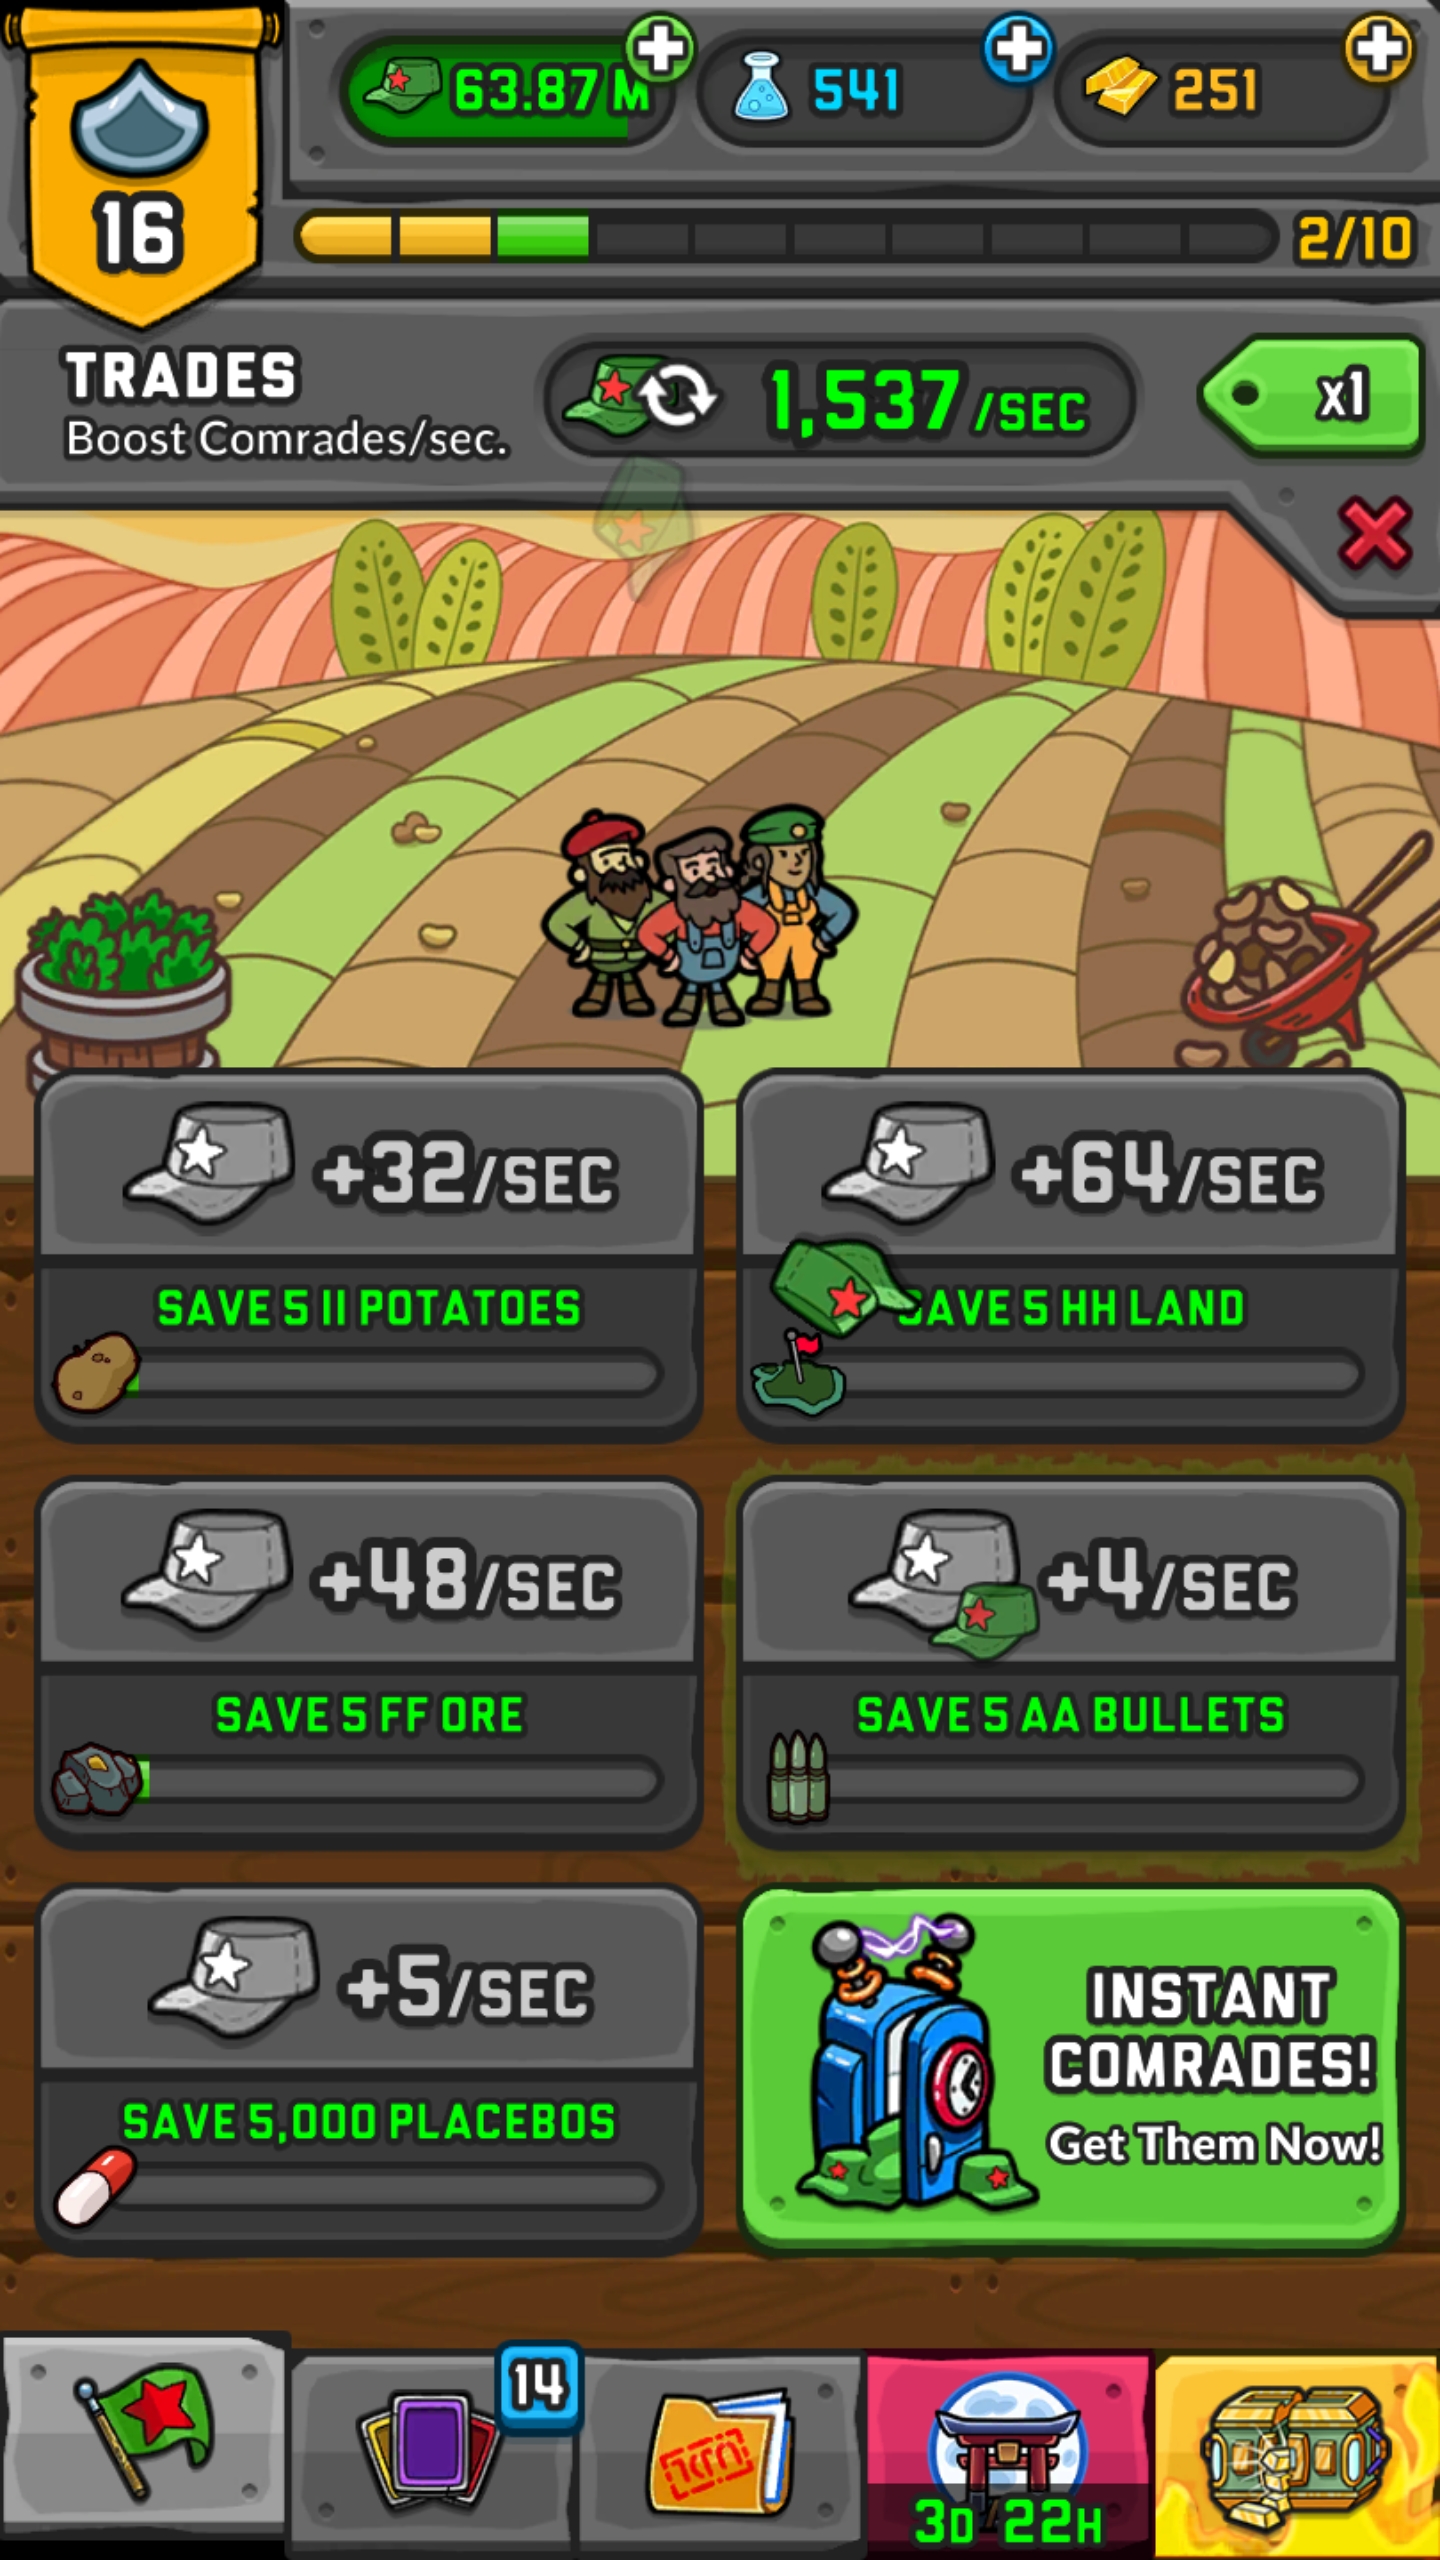 63.87 M
541
251
16
2/10
TRADES
Boost Comrades/sec.
1,537 /SEC
x1
+32/SEC
+64/SEC
SAVE 5 II POTATOES
SAVE 5 HH LAND
+48/SEC
+4/SEC
SAVE 5 FF ORE
SAVE 5 AA BULLETS
+5/SEC
INSTANT
COMRADES!
Get Them Now!
SAVE 5,000 PLACEBOS
14
3D 22H